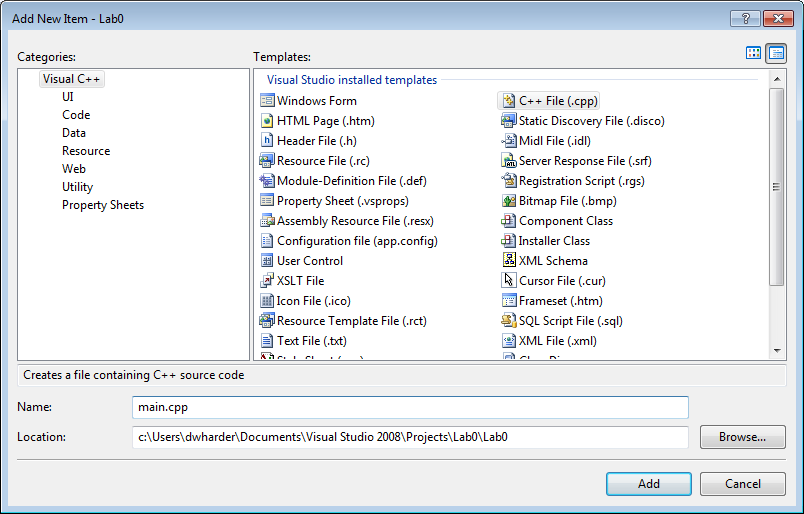 Add New Item - Lab0
Categories:
Templates:
Visual C++
UI
Code
Data
Resource
Web
Utility
Property Sheets
Visual Studio installed templates
Windows Form
C++ File (.cpp)
HTML Page (.htm)
Static Discovery File (.disco)
Header File (.h)
Midl File (.idl)
Resource File (.rc)
Server Response File (.srf)
Module-Definition File (.def)
Registration Script (.rgs)
Property Sheet (.vsprops)
Bitmap File (.bmp)
Assembly Resource File (.resx)
Component Class
Configuration file (app.config)
Installer Class
User Control
XML Schema
XSLT File
Cursor File (.cur)
Icon File (.ico)
Frameset (.htm)
Resource Template File (.rct)
SQL Script File (.sql)
Text File (.txt)
XML File (.xml)
Creates a file containing C++ source code
Name:
main.cpp
Location:
c:\Users\dwharder\Documents\Visual Studio 2008\Projects\Lab0\Lab0
Browse...
Add
Cancel